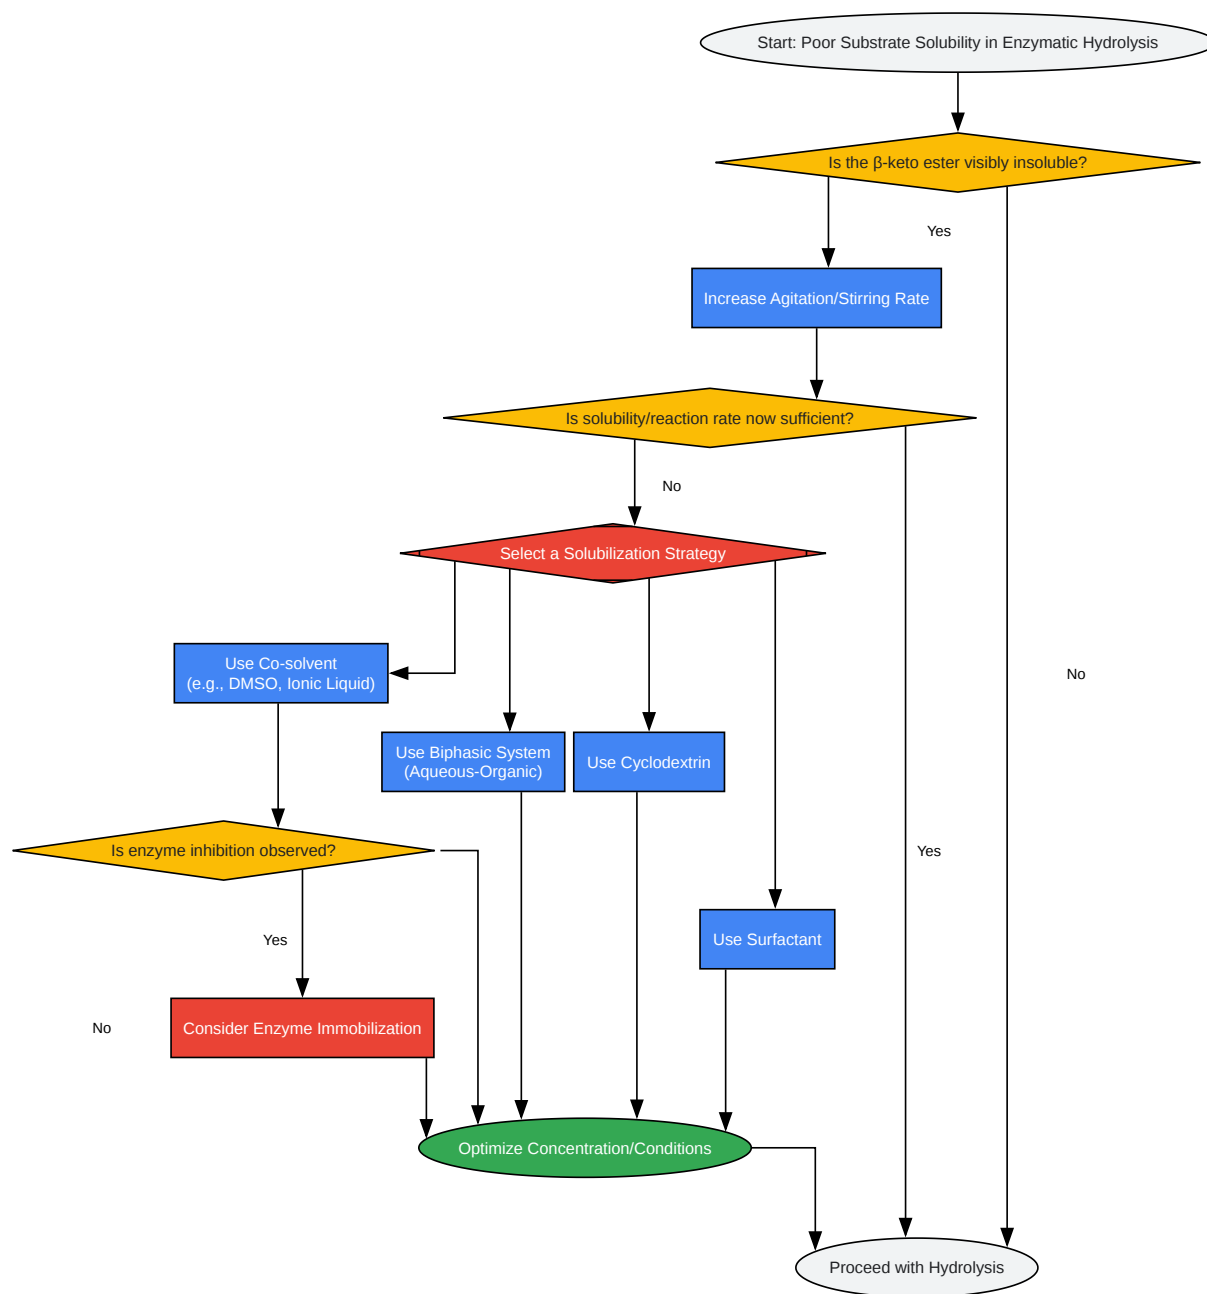 Start: Poor Substrate Solubility in Enzymatic Hydrolysis
Is the β-keto ester visibly insoluble?
Yes
Increase Agitation/Stirring Rate
Is solubility/reaction rate now sufficient?
No
Select a Solubilization Strategy
Use Co-solvent
(e.g., DMSO, Ionic Liquid)
No
Use Biphasic System
(Aqueous-Organic)
Use Cyclodextrin
Is enzyme inhibition observed?
Yes
Yes
Use Surfactant
No
Consider Enzyme Immobilization
Optimize Concentration/Conditions
Proceed with Hydrolysis